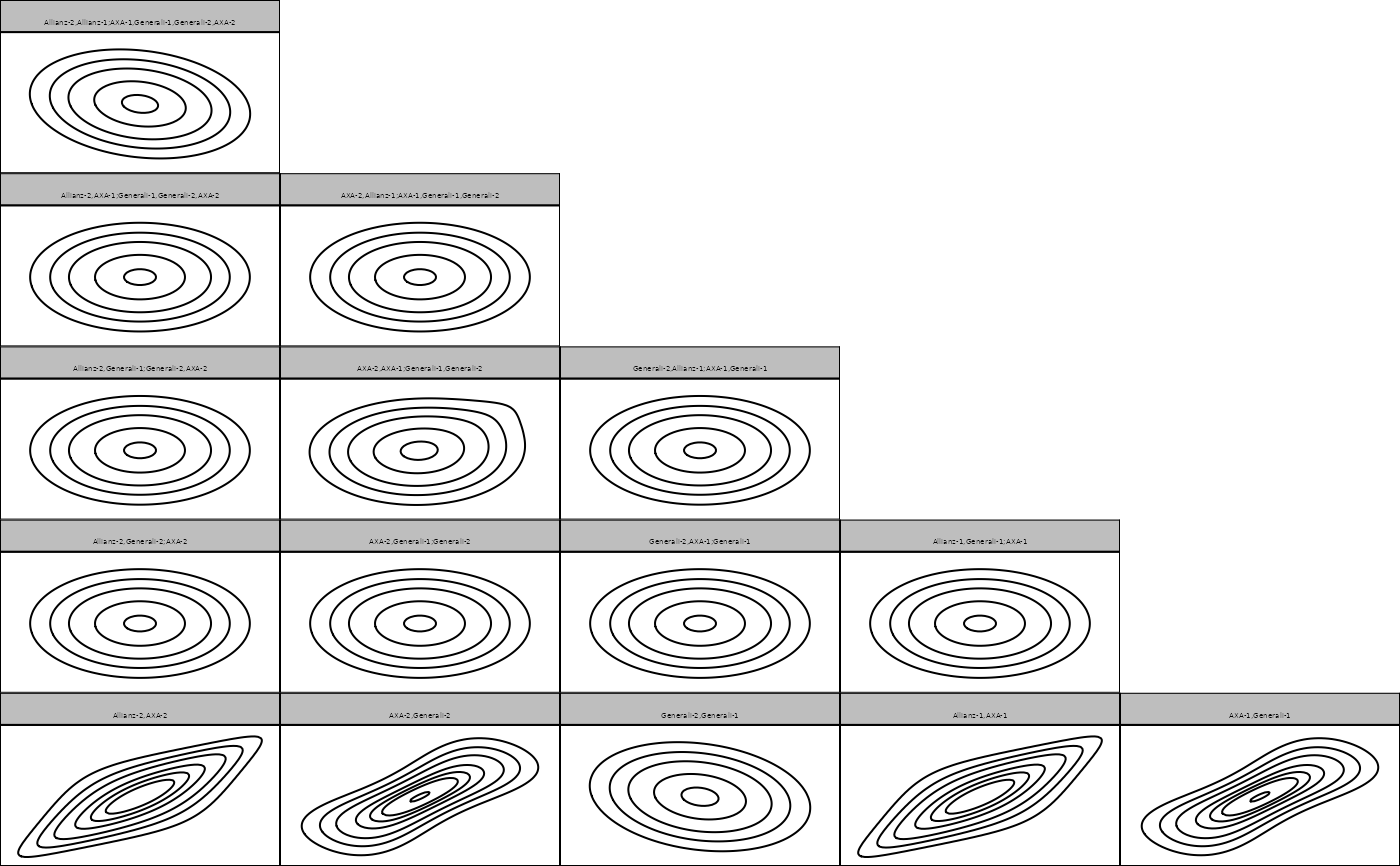 Allianz-2,Allianz-1;AXA-1,Generali-1,Generali-2,AXA-2
Allianz-2,AXA-1;Generali-1,Generali-2,AXA-2
AXA-2,Allianz-1;AXA-1,Generali-1,Generali-2
Allianz-2,Generali-1;Generali-2,AXA-2
AXA-2,AXA-1;Generali-1,Generali-2
Generali-2,Allianz-1;AXA-1,Generali-1
Allianz-2,Generali-2;AXA-2
AXA-2,Generali-1;Generali-2
Generali-2,AXA-1;Generali-1
Allianz-1,Generali-1;AXA-1
Allianz-2,AXA-2
AXA-2,Generali-2
Generali-2,Generali-1
Allianz-1,AXA-1
AXA-1,Generali-1